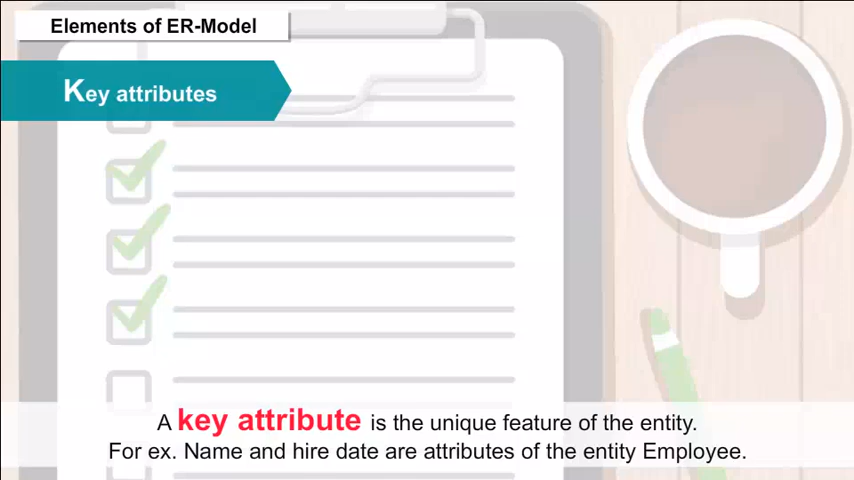 Elements of ER-Model
Key attributes
A key attribute is the unique feature of the entity.
For ex. Name and hire date are attributes of the entity Employee.